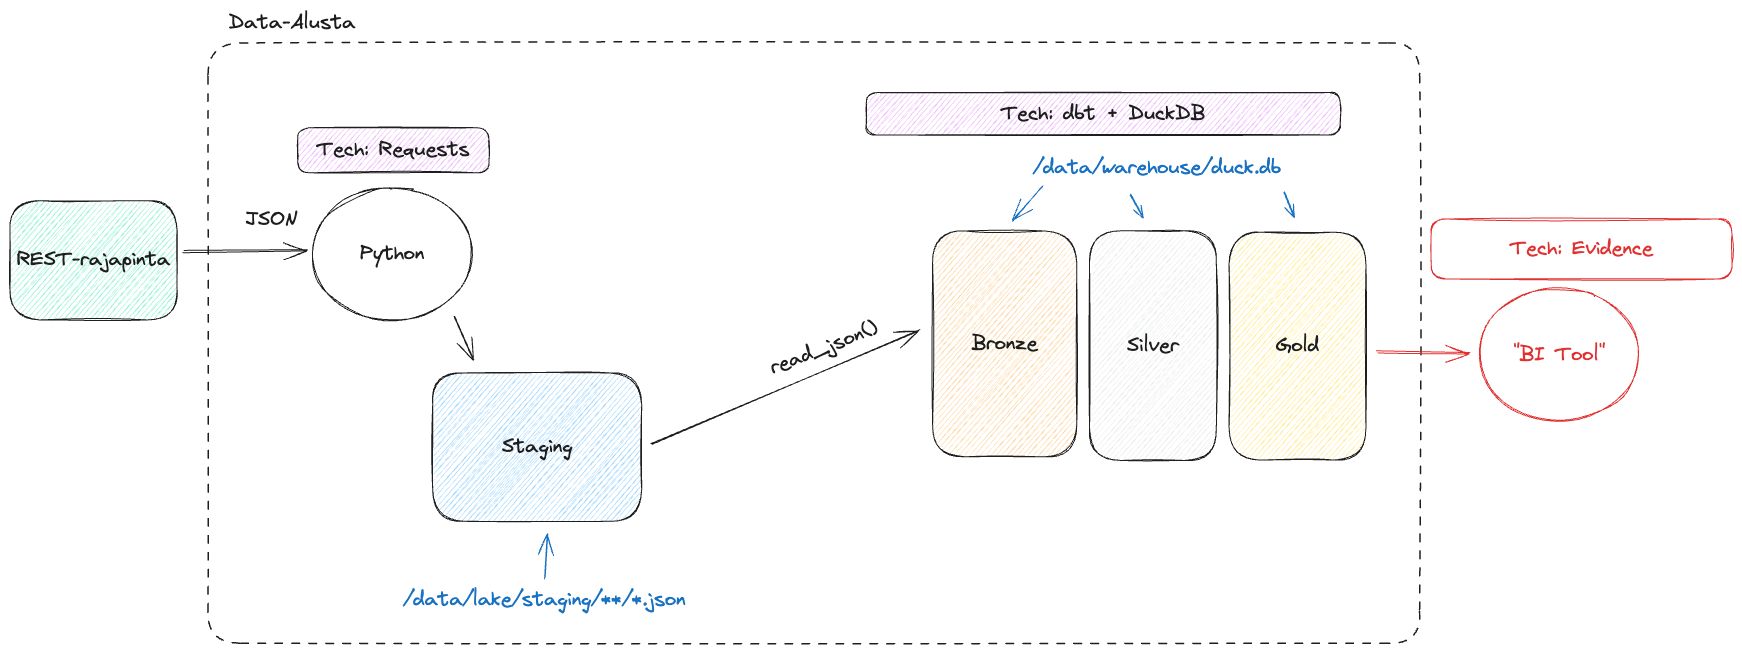 Data-Alusta
Tech: dbt + DuckDB
Tech: Requests
/data/warehouse/duck.db
JSON
REST-rajapinta
Python
Tech: Evidence
read_json()
Bronze
Silver
Gold
"BI Tool"
Staging
/data/lake/staging/**/*.json